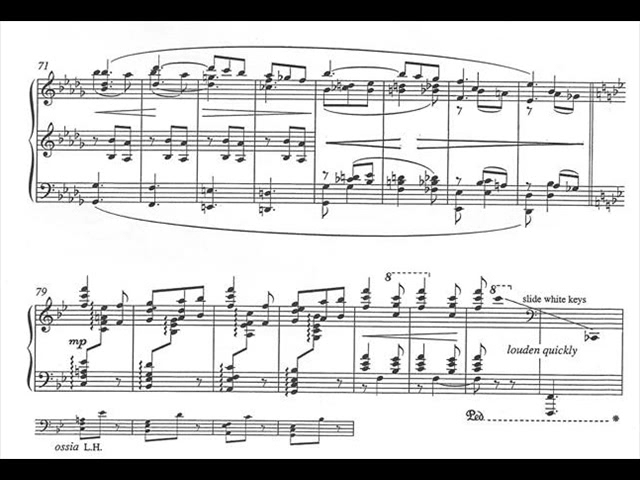 71
79
8
8
slide white keys
mp
louden quickly
Ped.
ossia L.H.